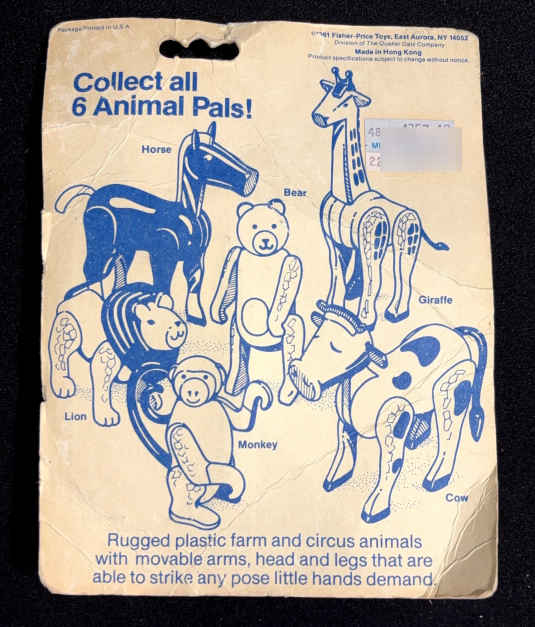 Package Printed in U.S.A.
Fisher-Price Toys, East Aurora, NY 14052
Division of The Quaker Oats Company
Made in Hong Kong
Product specifications subject to change without notice.
Collect all
6 Animal Pals!
48
22
Horse
Bear
Giraffe
Lion
Monkey
Cow
Rugged plastic farm and circus animals
with movable arms, head and legs that are
able to strike any pose little hands demand.